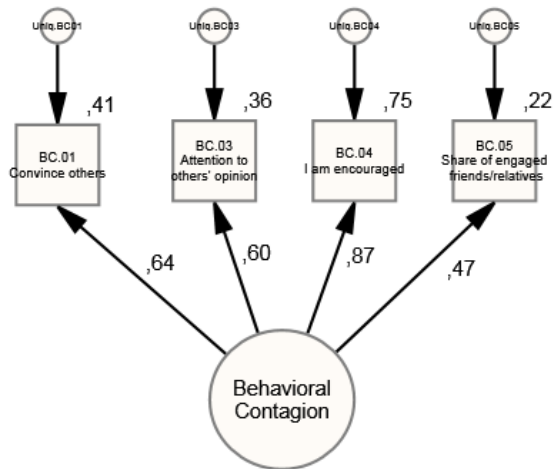 Uniq.BC01 Uniq.BC03 Uniq.BC04 Uniq.BC05
,41 ,36 ,75 ,22
BC.01
Convince others
BC.03
Attention to
others' opinion
BC.04
I am encouraged
BC.05
Share of engaged
friends/relatives
,64 ,60 ,87 ,47
Behavioral
Contagion